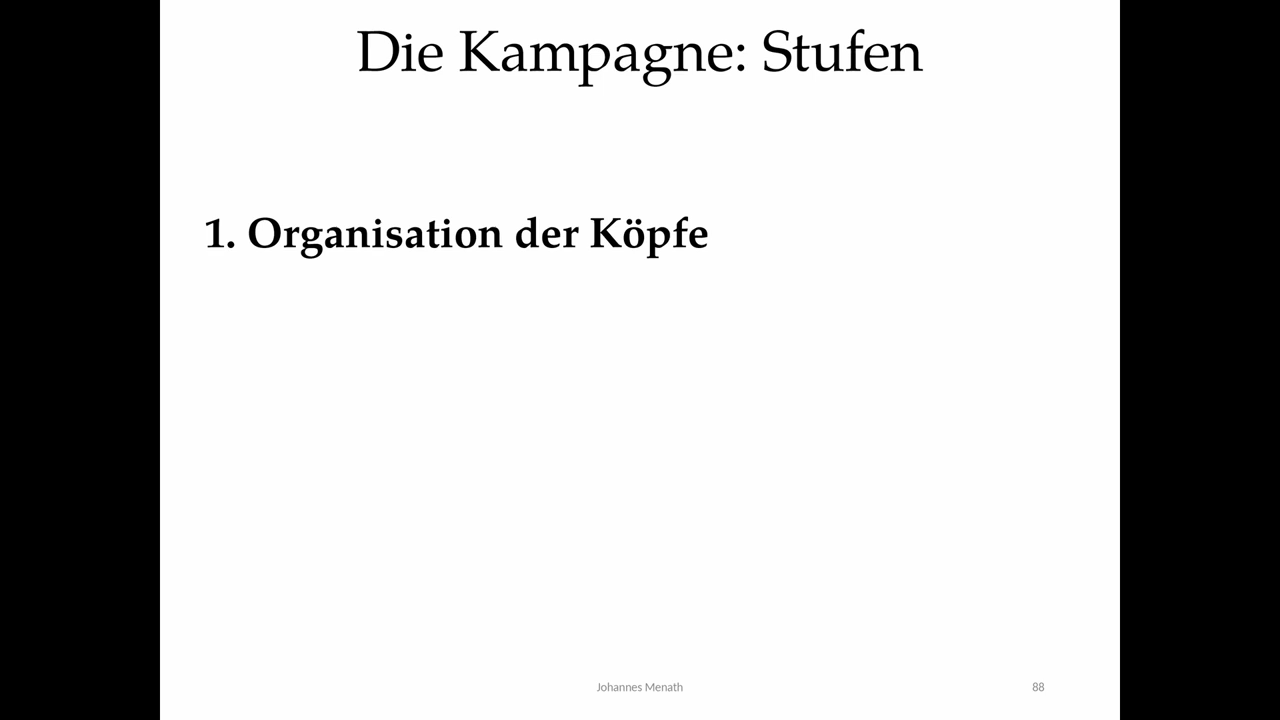 Die Kampagne: Stufen
1. Organisation der Köpfe
Johannes Menath
88